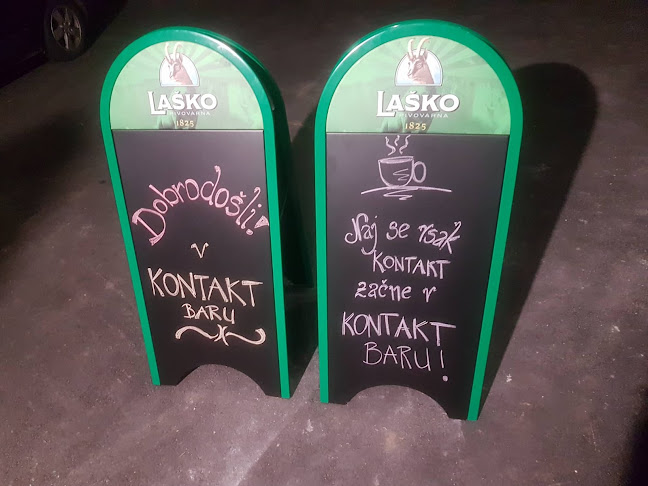 LAŠKO
PIVOVARNA
1825
Dobrodošli!
v
KONTAKT
BARU
LAŠKO
PIVOVARNA
1825
Naj se vsak
KONTAKT
začne v
KONTAKT
BARU!